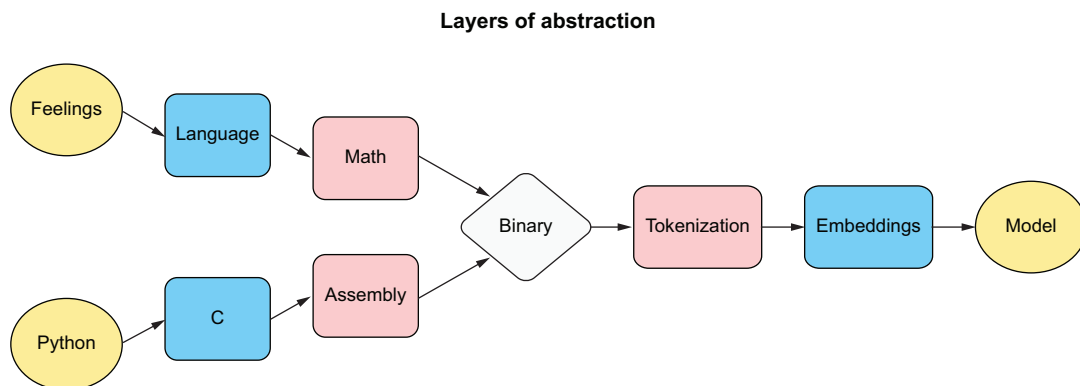 Layers of abstraction
Feelings
Language
Math
Binary
Tokenization
Embeddings
Model
Python
C
Assembly